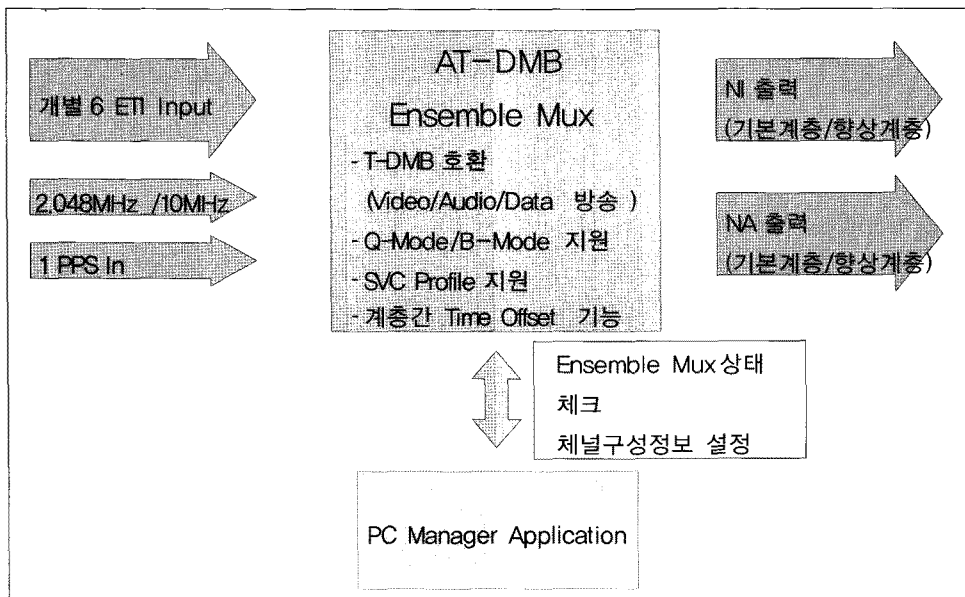 개별 6 ETI Input
2.048MHz /10MHz
1 PPS In
AT-DMB
Ensemble Mux
- T-DMB 호환
(Video/Audio/Data 방송 )
- Q-Mode/B-Mode 지원
- SVC Profile 지원
- 계층간 Time Offset 기능
NI 출력
(기본계층/향상계층)
NA 출력
(기본계층/향상계층)
Ensemble Mux 상태
체크
채널구성정보 설정
PC Manager Application